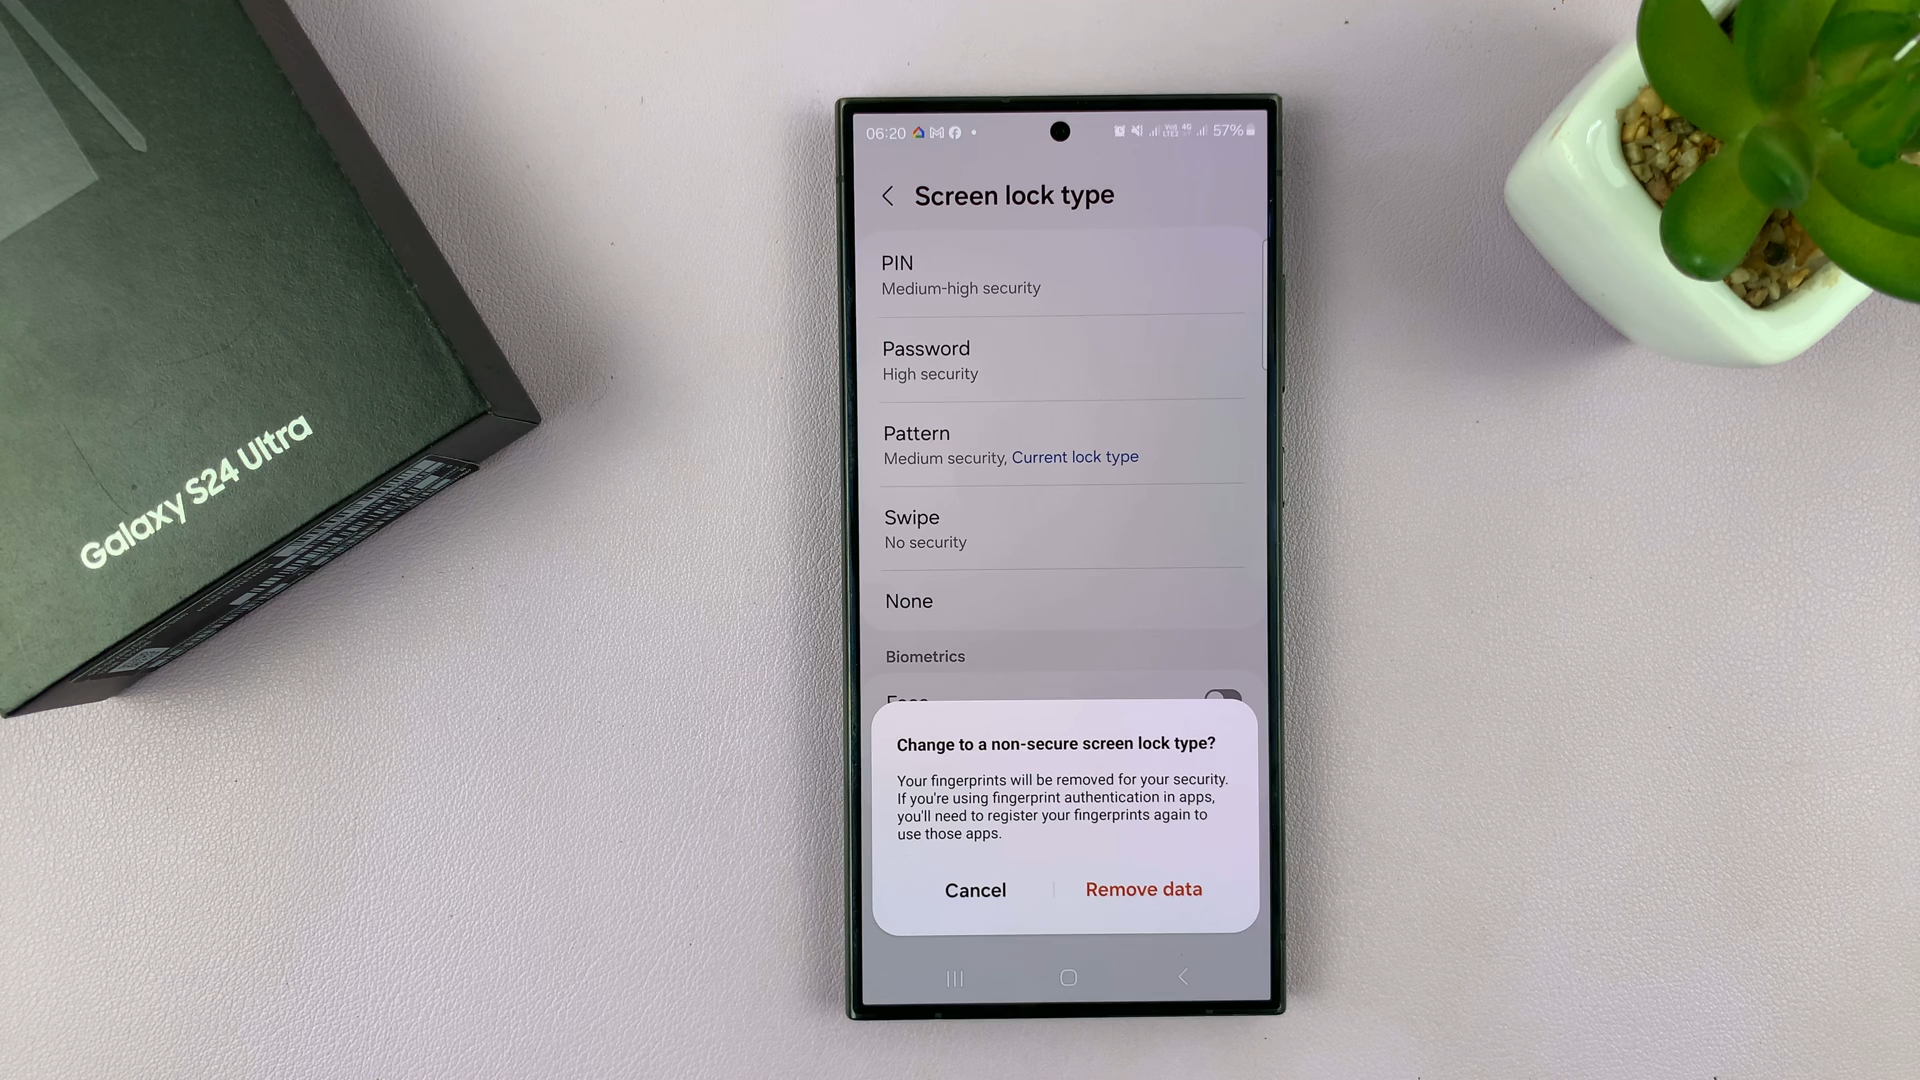 Galaxy S24 Ultra
06:20
57%
Screen lock type
PIN
Medium-high security
Password
High security
Pattern
Medium security, Current lock type
Swipe
No security
None
Biometrics
Face
Change to a non-secure screen lock type?
Your fingerprints will be removed for your security.
If you're using fingerprint authentication in apps,
you'll need to register your fingerprints again to
use those apps.
Cancel
Remove data